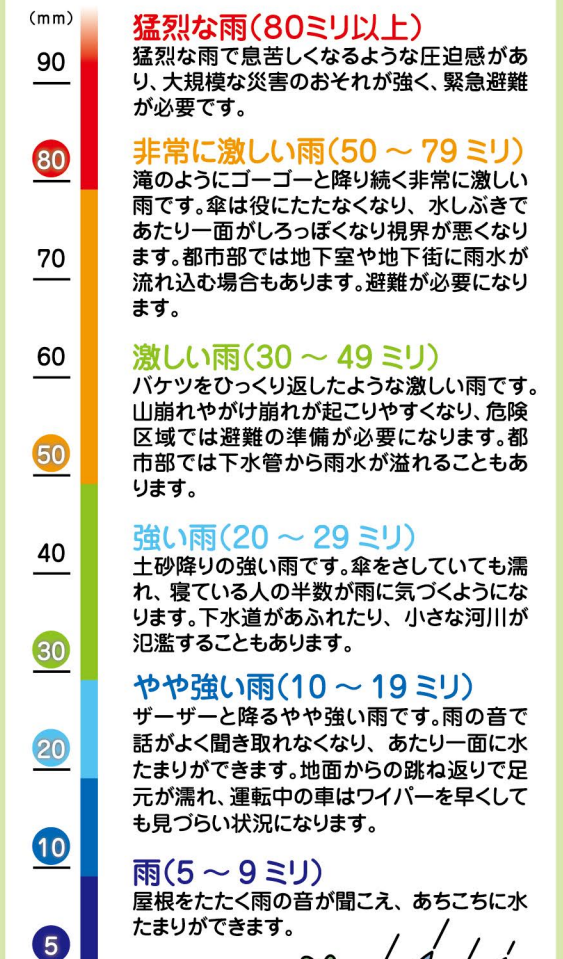 (mm)
90
80
70
60
50
40
30
20
10
5
猛烈な雨(80ミリ以上)
猛烈な雨で息苦しくなるような圧迫感があ
り、大規模な災害のおそれが強く、緊急避難
が必要です。
非常に激しい雨(50 ～ 79 ミリ)
滝のようにゴーゴーと降り続く非常に激しい
雨です。傘は役にたたなくなり、水しぶきで
あたり一面がしろっぽくなり視界が悪くなり
ます。都市部では地下室や地下街に雨水が
流れ込む場合もあります。避難が必要になり
ます。
激しい雨(30 ～ 49 ミリ)
バケツをひっくり返したような激しい雨です。
山崩れやがけ崩れが起こりやすくなり、危険
区域では避難の準備が必要になります。都
市部では下水管から雨水が溢れることもあ
ります。
強い雨(20 ～ 29 ミリ)
土砂降りの強い雨です。傘をさしていても濡
れ、寝ている人の半数が雨に気づくようにな
ります。下水道があふれたり、小さな河川が
氾濫することもあります。
やや強い雨(10 ～ 19 ミリ)
ザーザーと降るやや強い雨です。雨の音で
話がよく聞き取れなくなり、あたり一面に水
たまりができます。地面からの跳ね返りで足
元が濡れ、運転中の車はワイパーを早くして
も見づらい状況になります。
雨(5 ～ 9 ミリ)
屋根をたたく雨の音が聞こえ、あちこちに水
たまりができます。